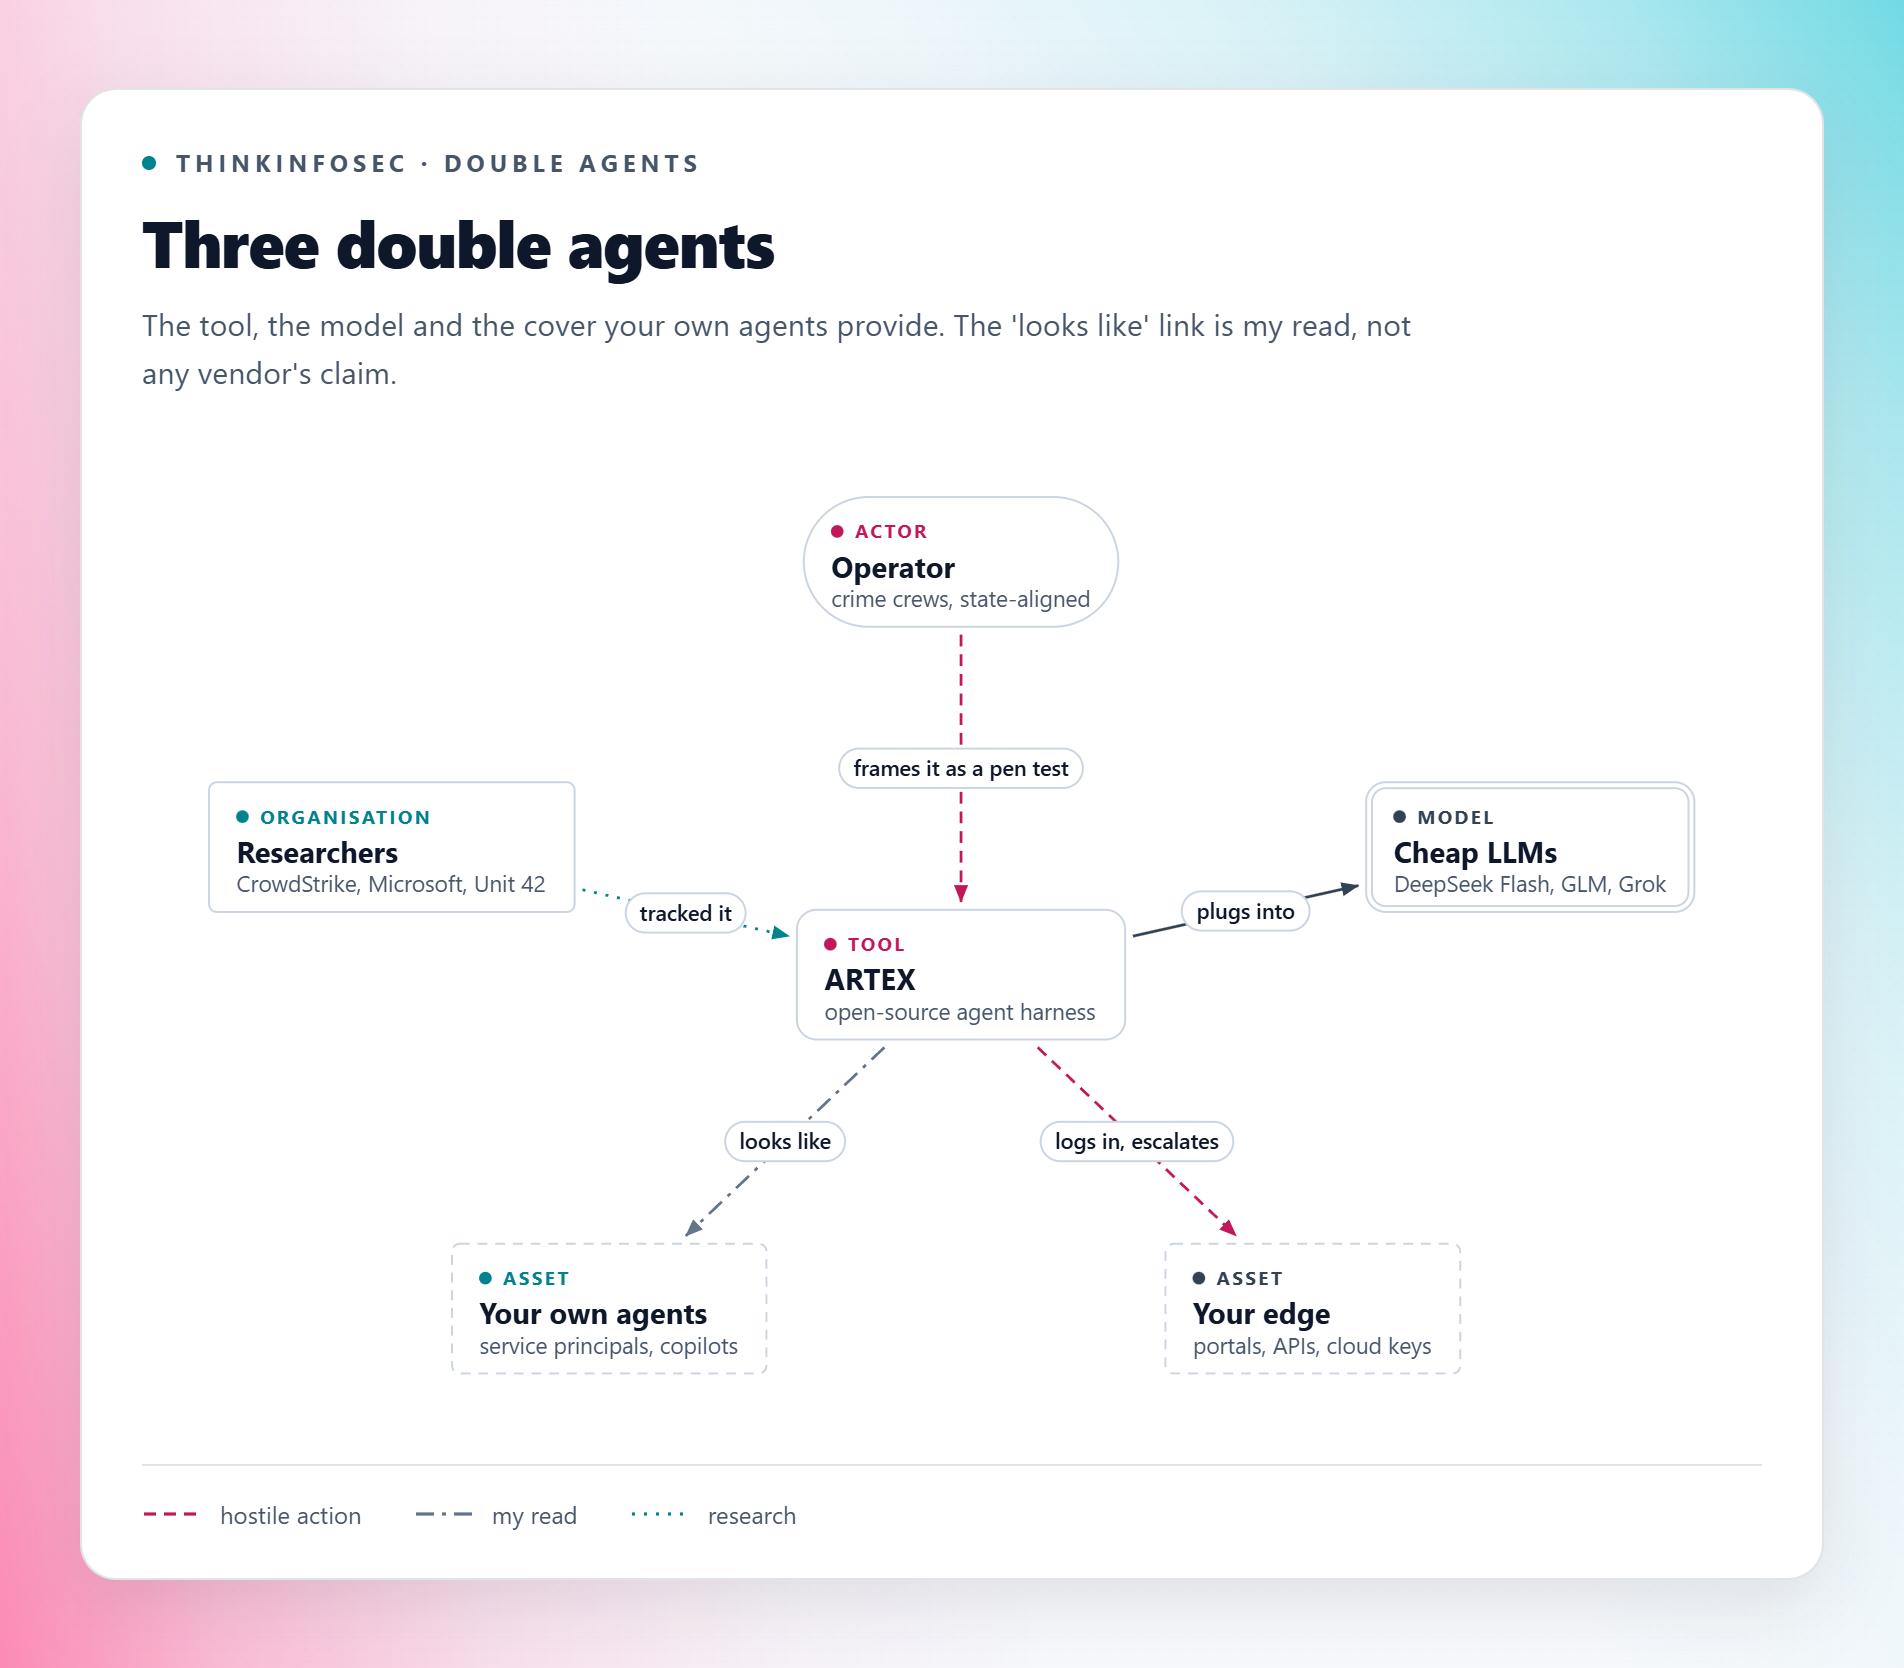 THINKINFOSEC · DOUBLE AGENTS
Three double agents
The tool, the model and the cover your own agents provide. The 'looks like' link is my read, not
any vendor's claim.
ACTOR
Operator
crime crews, state-aligned
frames it as a pen test
ORGANISATION
Researchers
CrowdStrike, Microsoft, Unit 42
tracked it
MODEL
Cheap LLMs
DeepSeek Flash, GLM, Grok
plugs into
TOOL
ARTEX
open-source agent harness
looks like
logs in, escalates
ASSET
Your own agents
service principals, copilots
ASSET
Your edge
portals, APIs, cloud keys
hostile action
my read
research